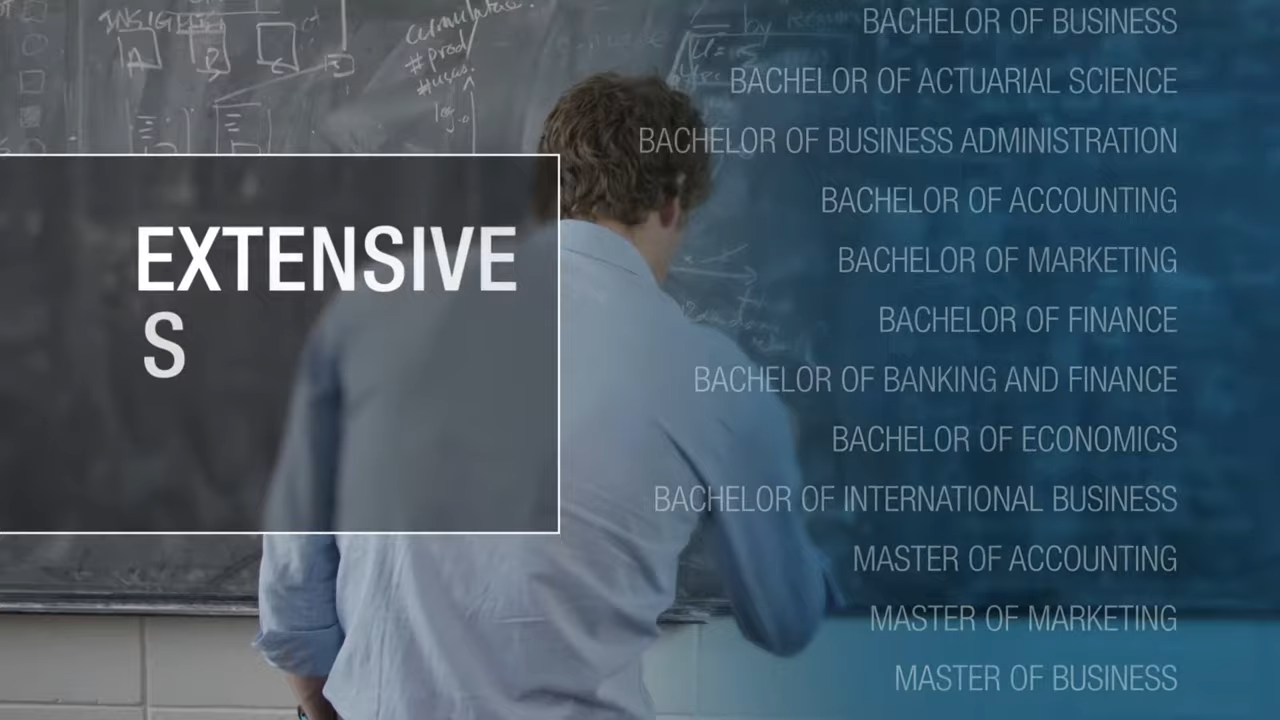 INSIGHT
A B C
#prod
EXTENSIVE
S
BACHELOR OF BUSINESS
BACHELOR OF ACTUARIAL SCIENCE
BACHELOR OF BUSINESS ADMINISTRATION
BACHELOR OF ACCOUNTING
BACHELOR OF MARKETING
BACHELOR OF FINANCE
BACHELOR OF BANKING AND FINANCE
BACHELOR OF ECONOMICS
BACHELOR OF INTERNATIONAL BUSINESS
MASTER OF ACCOUNTING
MASTER OF MARKETING
MASTER OF BUSINESS